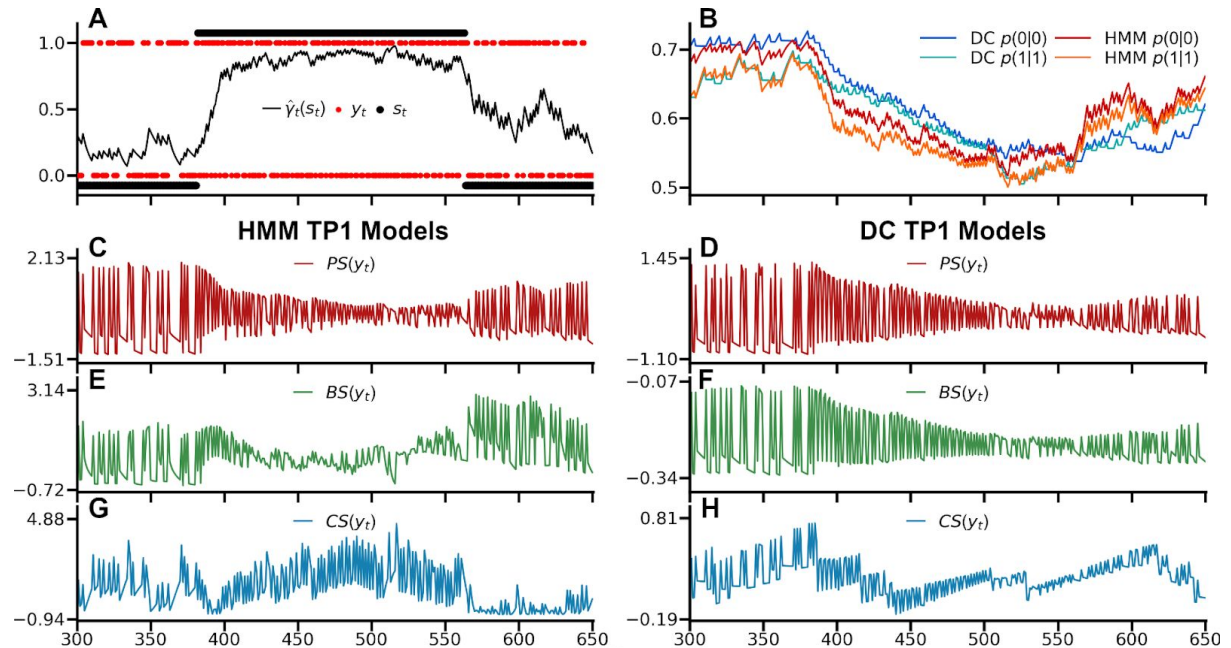 A
1.0
0.5
0.0
γ̂ₜ(sₜ) yₜ sₜ
B
0.7
0.6
0.5
DC p(0|0) HMM p(0|0)
DC p(1|1) HMM p(1|1)
HMM TP1 Models
DC TP1 Models
C
2.13
−1.51
PS(yₜ)
D
1.45
−1.10
PS(yₜ)
E
3.14
−0.72
BS(yₜ)
F
−0.07
−0.34
BS(yₜ)
G
4.88
−0.94
CS(yₜ)
300 350 400 450 500 550 600 650
H
0.81
−0.19
CS(yₜ)
300 350 400 450 500 550 600 650